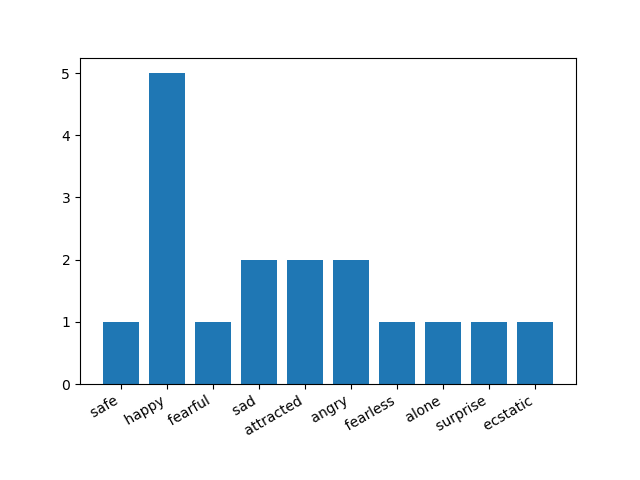 5
4
3
2
1
0
safe
happy
fearful
sad
attracted
angry
fearless
alone
surprise
ecstatic